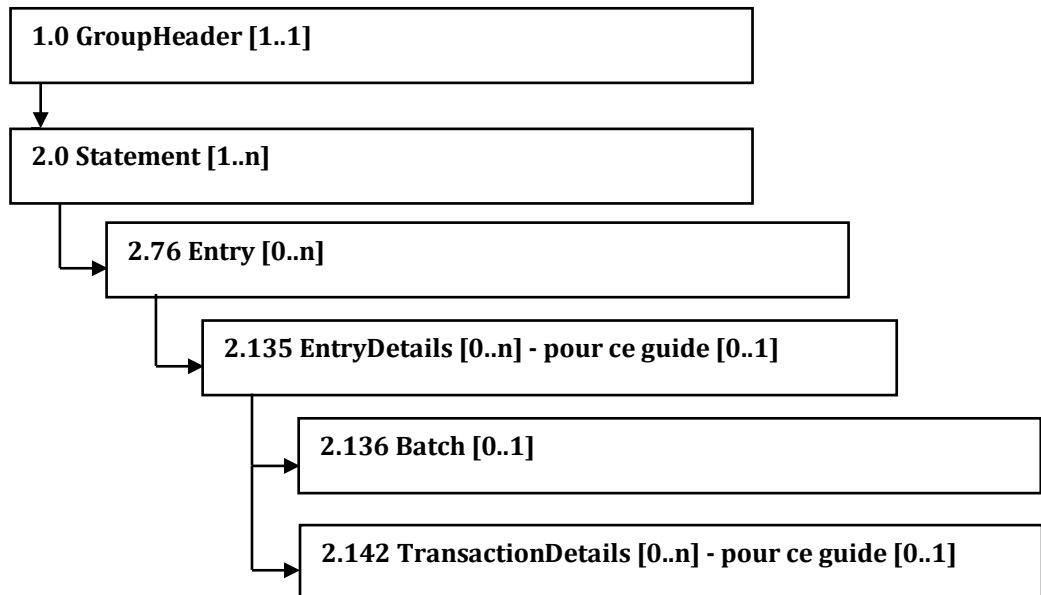 1.0 GroupHeader [1..1]
2.0 Statement [1..n]
2.76 Entry [0..n]
2.135 EntryDetails [0..n] - pour ce guide [0..1]
2.136 Batch [0..1]
2.142 TransactionDetails [0..n] - pour ce guide [0..1]